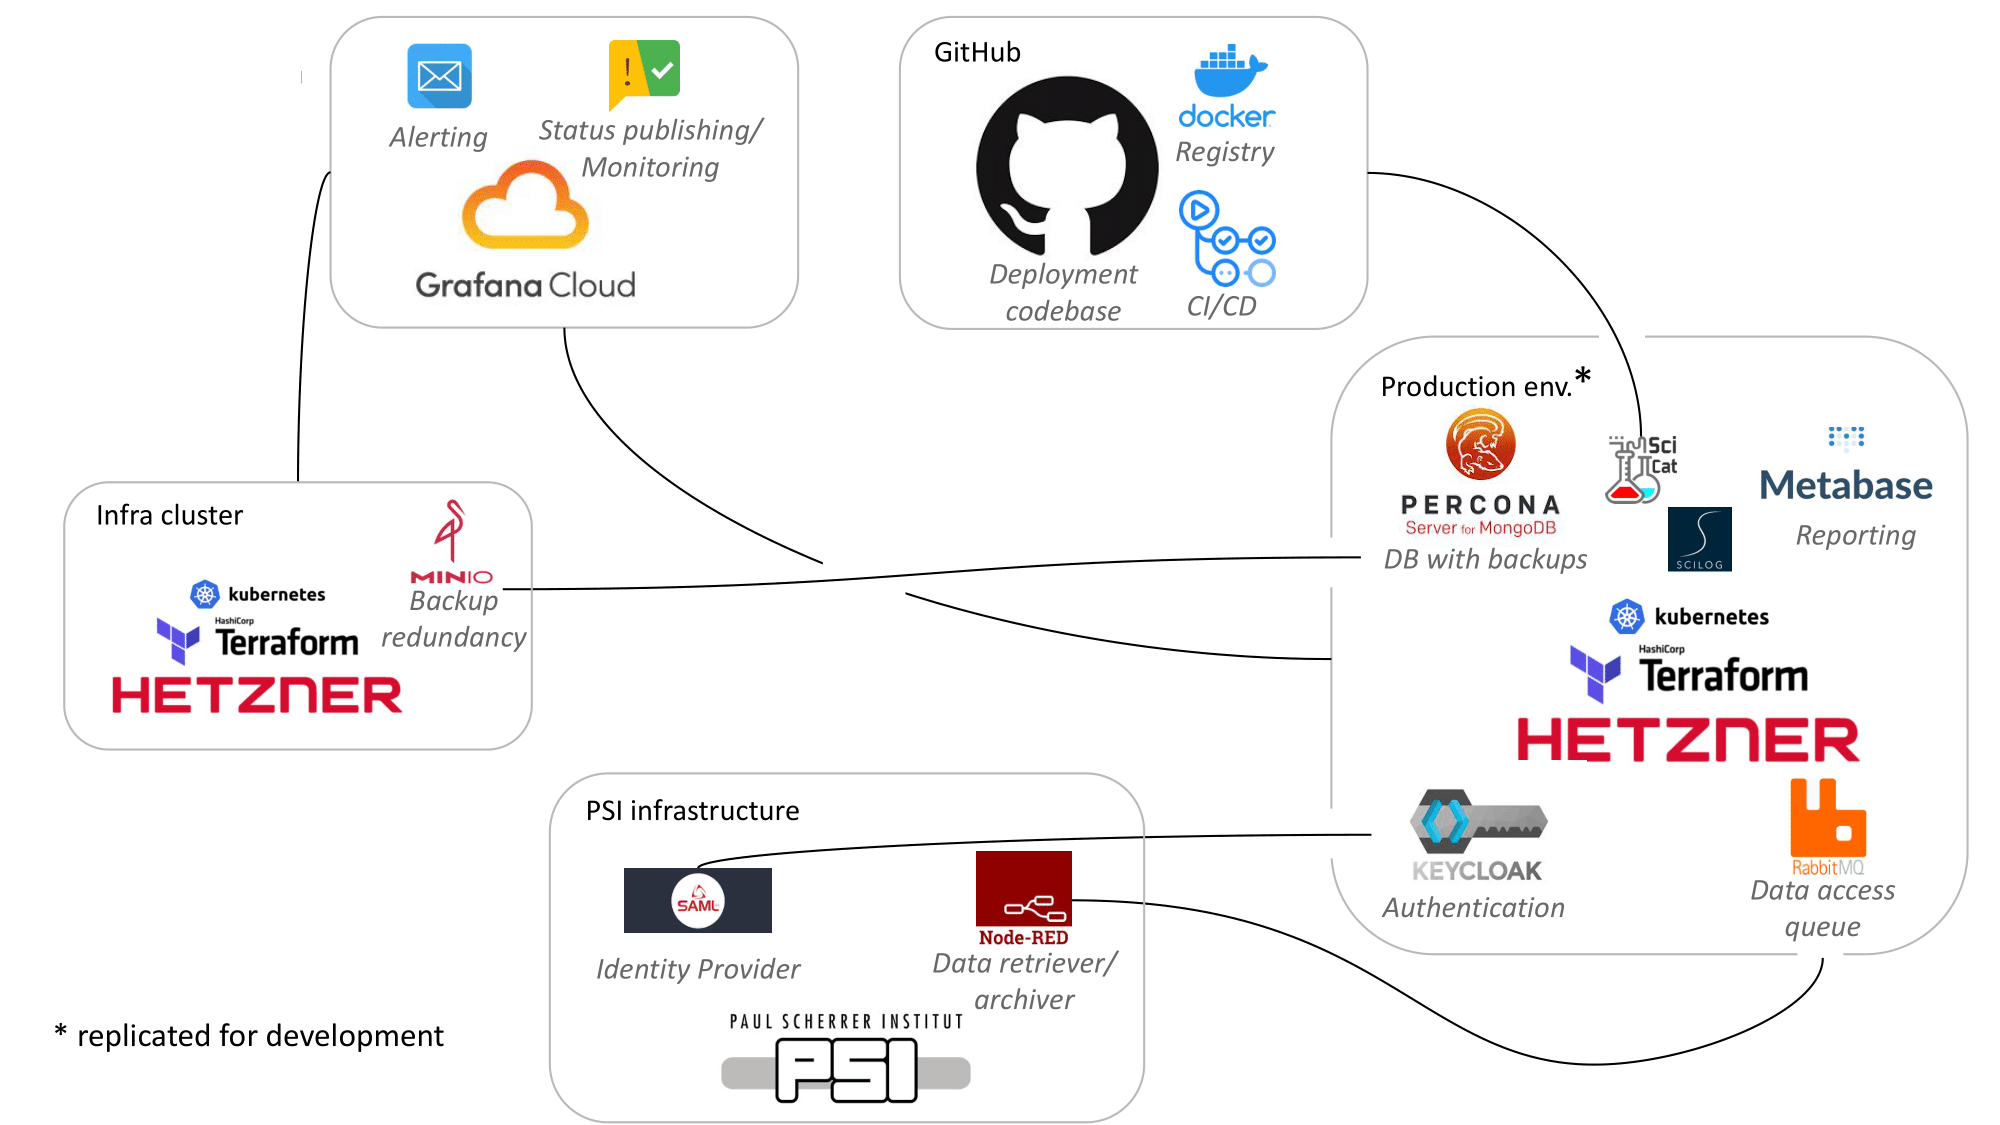 Alerting
Status publishing/
Monitoring
Grafana Cloud
GitHub
docker
Registry
Deployment
codebase
CI/CD
Infra cluster
MINIO
Backup
redundancy
kubernetes
HashiCorp
Terraform
HETZNER
Production env.*
PERCONA
Server for MongoDB
DB with backups
Sci
Cat
SCILOG
Metabase
Reporting
kubernetes
HashiCorp
Terraform
HETZNER
KEYCLOAK
Authentication
RabbitMQ
Data access
queue
PSI infrastructure
SAML
Identity Provider
Node-RED
Data retriever/
archiver
PAUL SCHERRER INSTITUT
PSI
* replicated for development